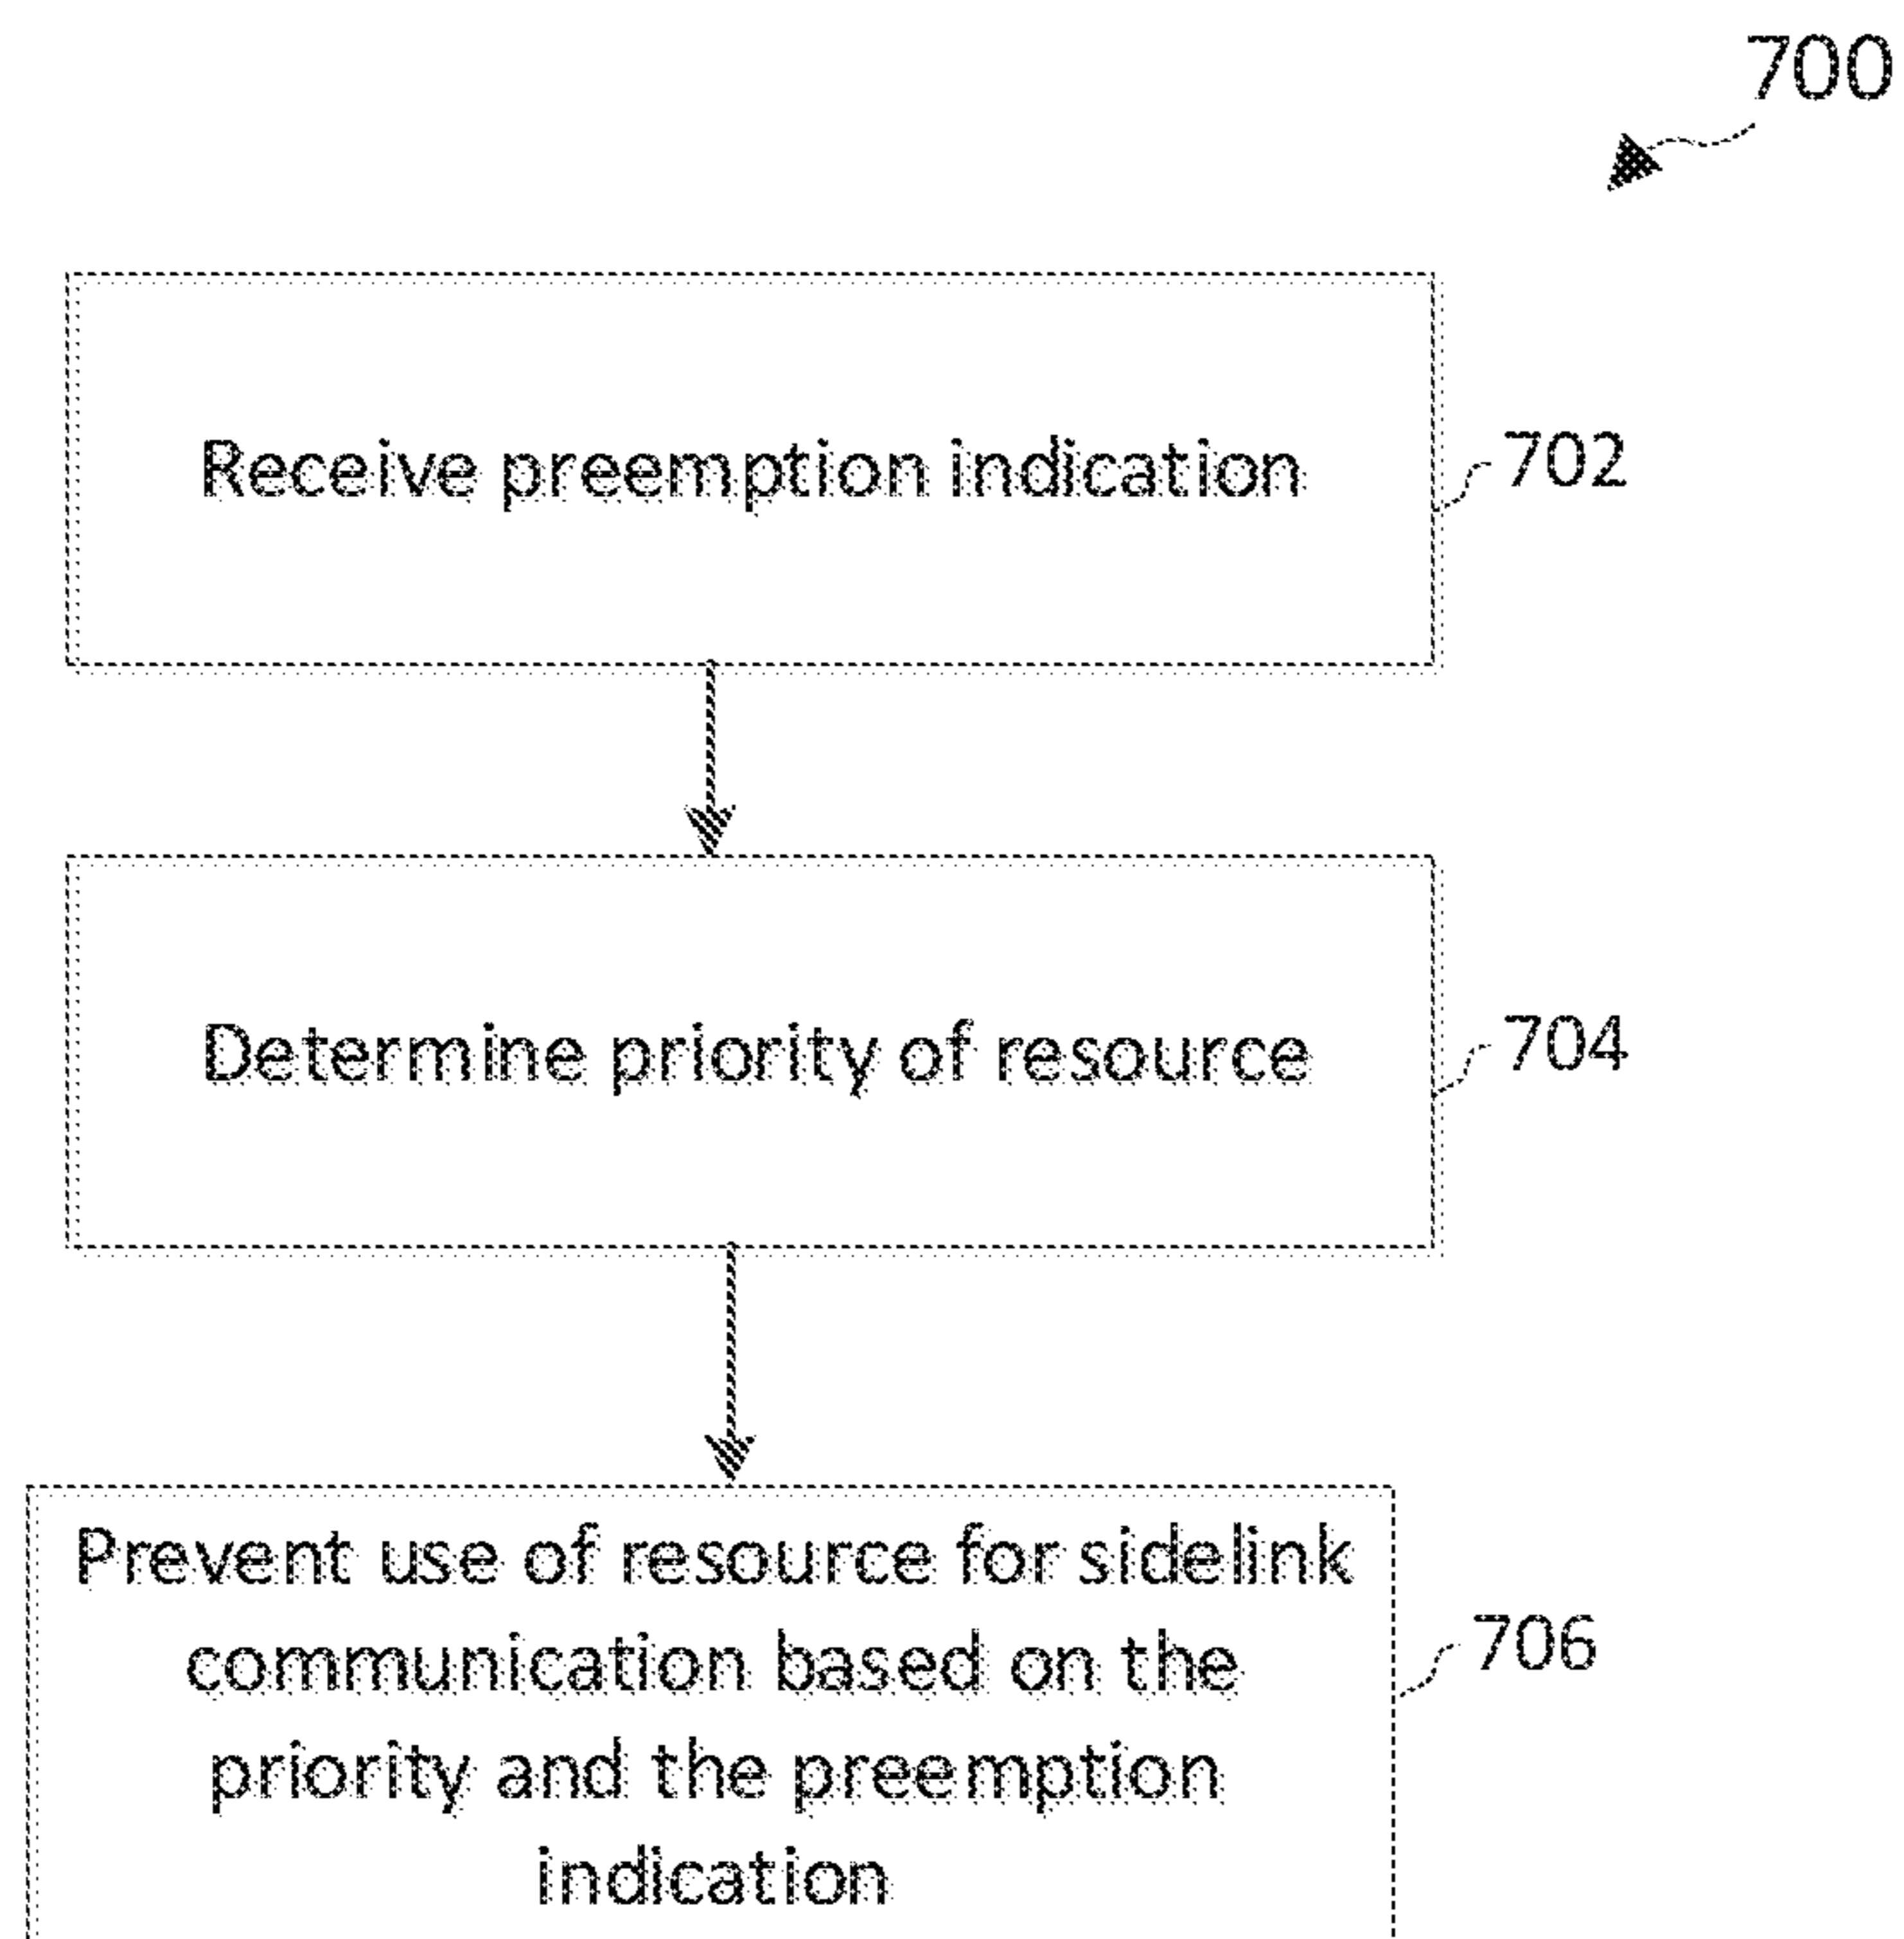 700
Receive preemption indication
702
Determine priority of resource
704
Prevent use of resource for sidelink
communication based on the
706
priority and the preemption
indication